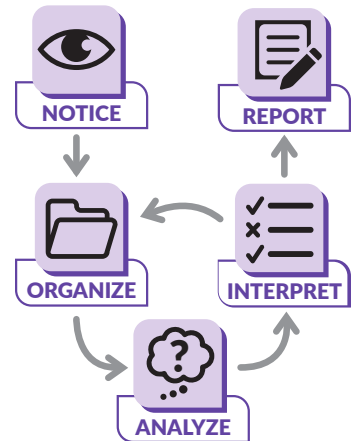 NOTICE
REPORT
ORGANIZE
INTERPRET
?
ANALYZE